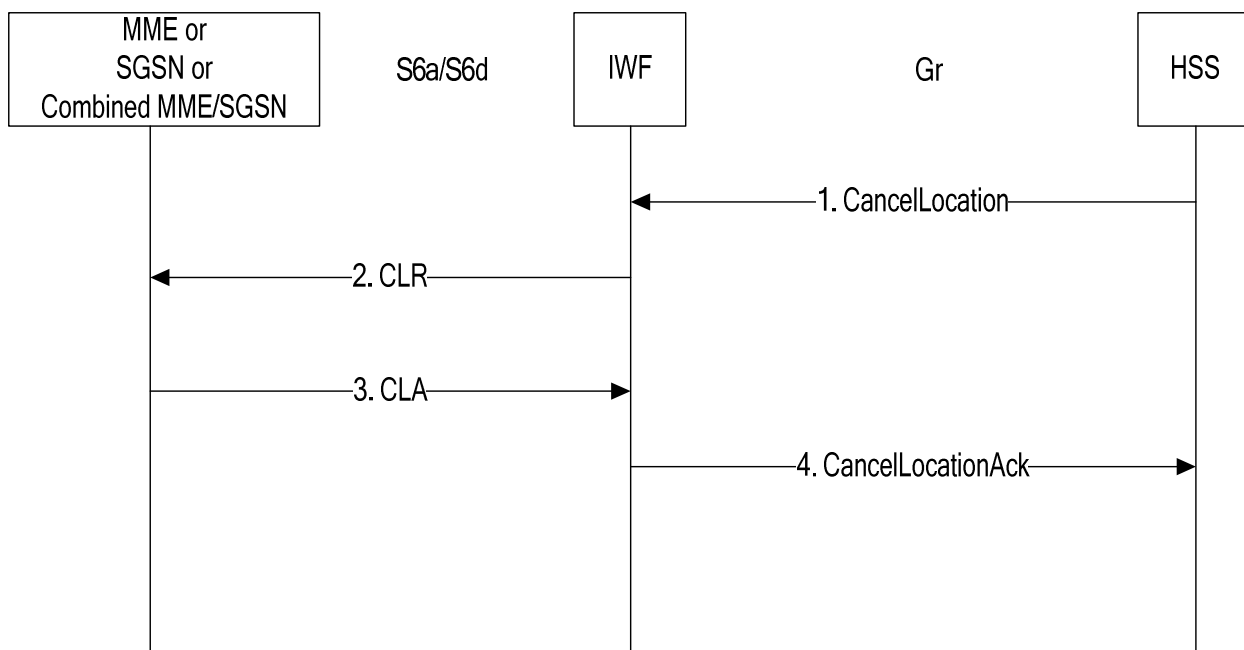 MME or
SGSN or
Combined MME/SGSN
S6a/S6d
IWF
Gr
HSS
1. CancelLocation
2. CLR
3. CLA
4. CancelLocationAck